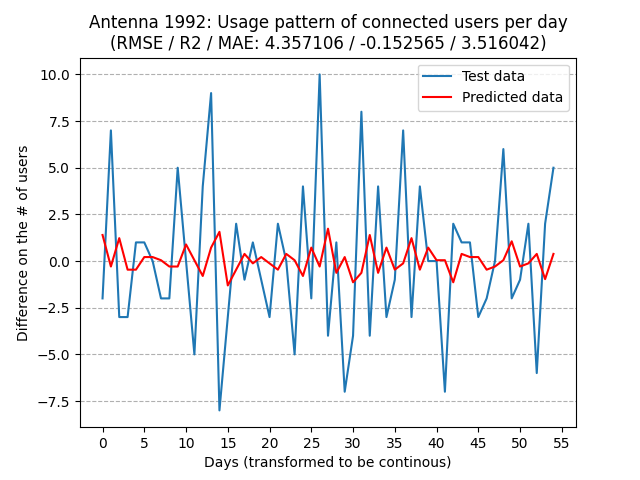 Antenna 1992: Usage pattern of connected users per day
(RMSE / R2 / MAE: 4.357106 / -0.152565 / 3.516042)
Test data
Predicted data
Difference on the # of users
10.0
7.5
5.0
2.5
0.0
−2.5
−5.0
−7.5
0 5 10 15 20 25 30 35 40 45 50 55
Days (transformed to be continous)